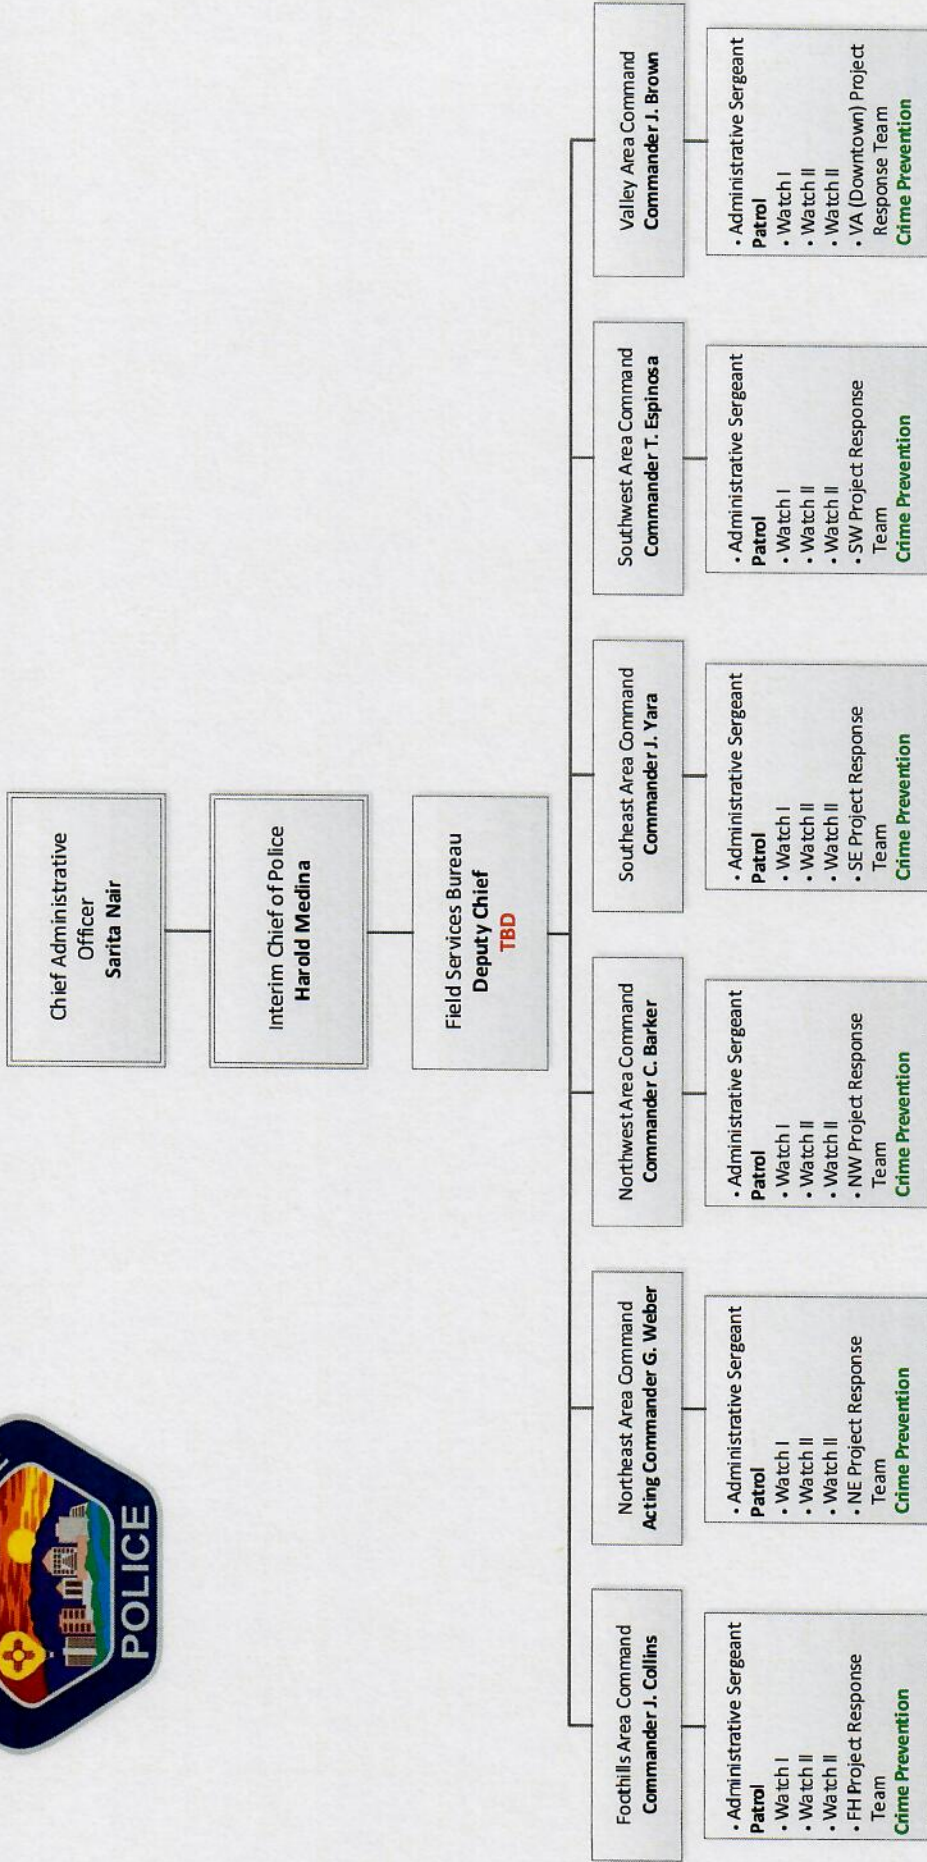 POLICE
Chief Administrative
Officer
Sarita Nair
Interim Chief of Police
Harold Medina
Field Services Bureau
Deputy Chief
TBD
Foothills Area Command
Commander J. Collins
• Administrative Sergeant
Patrol
• Watch I
• Watch II
• Watch II
• FH Project Response
Team
Crime Prevention
Northeast Area Command
Acting Commander G. Weber
• Administrative Sergeant
Patrol
• Watch I
• Watch II
• Watch II
• NE Project Response
Team
Crime Prevention
Northwest Area Command
Commander C. Barker
• Administrative Sergeant
Patrol
• Watch I
• Watch II
• Watch II
• NW Project Response
Team
Crime Prevention
Southeast Area Command
Commander J. Yara
• Administrative Sergeant
Patrol
• Watch I
• Watch II
• Watch II
• SE Project Response
Team
Crime Prevention
Southwest Area Command
Commander T. Espinosa
• Administrative Sergeant
Patrol
• Watch I
• Watch II
• Watch II
• SW Project Response
Team
Crime Prevention
Valley Area Command
Commander J. Brown
• Administrative Sergeant
Patrol
• Watch I
• Watch II
• Watch II
• VA (Downtown) Project
Response Team
Crime Prevention